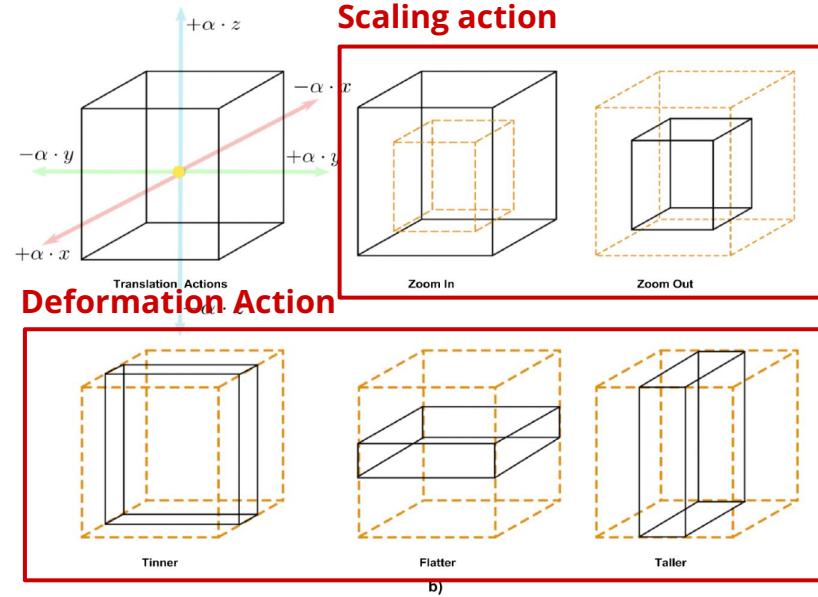 Scaling action
+α · z
−α · x
−α · y
+α · y
+α · x
Translation Actions
Zoom In
Zoom Out
−α · z
Deformation Action
Tinner
Flatter
Taller
b)